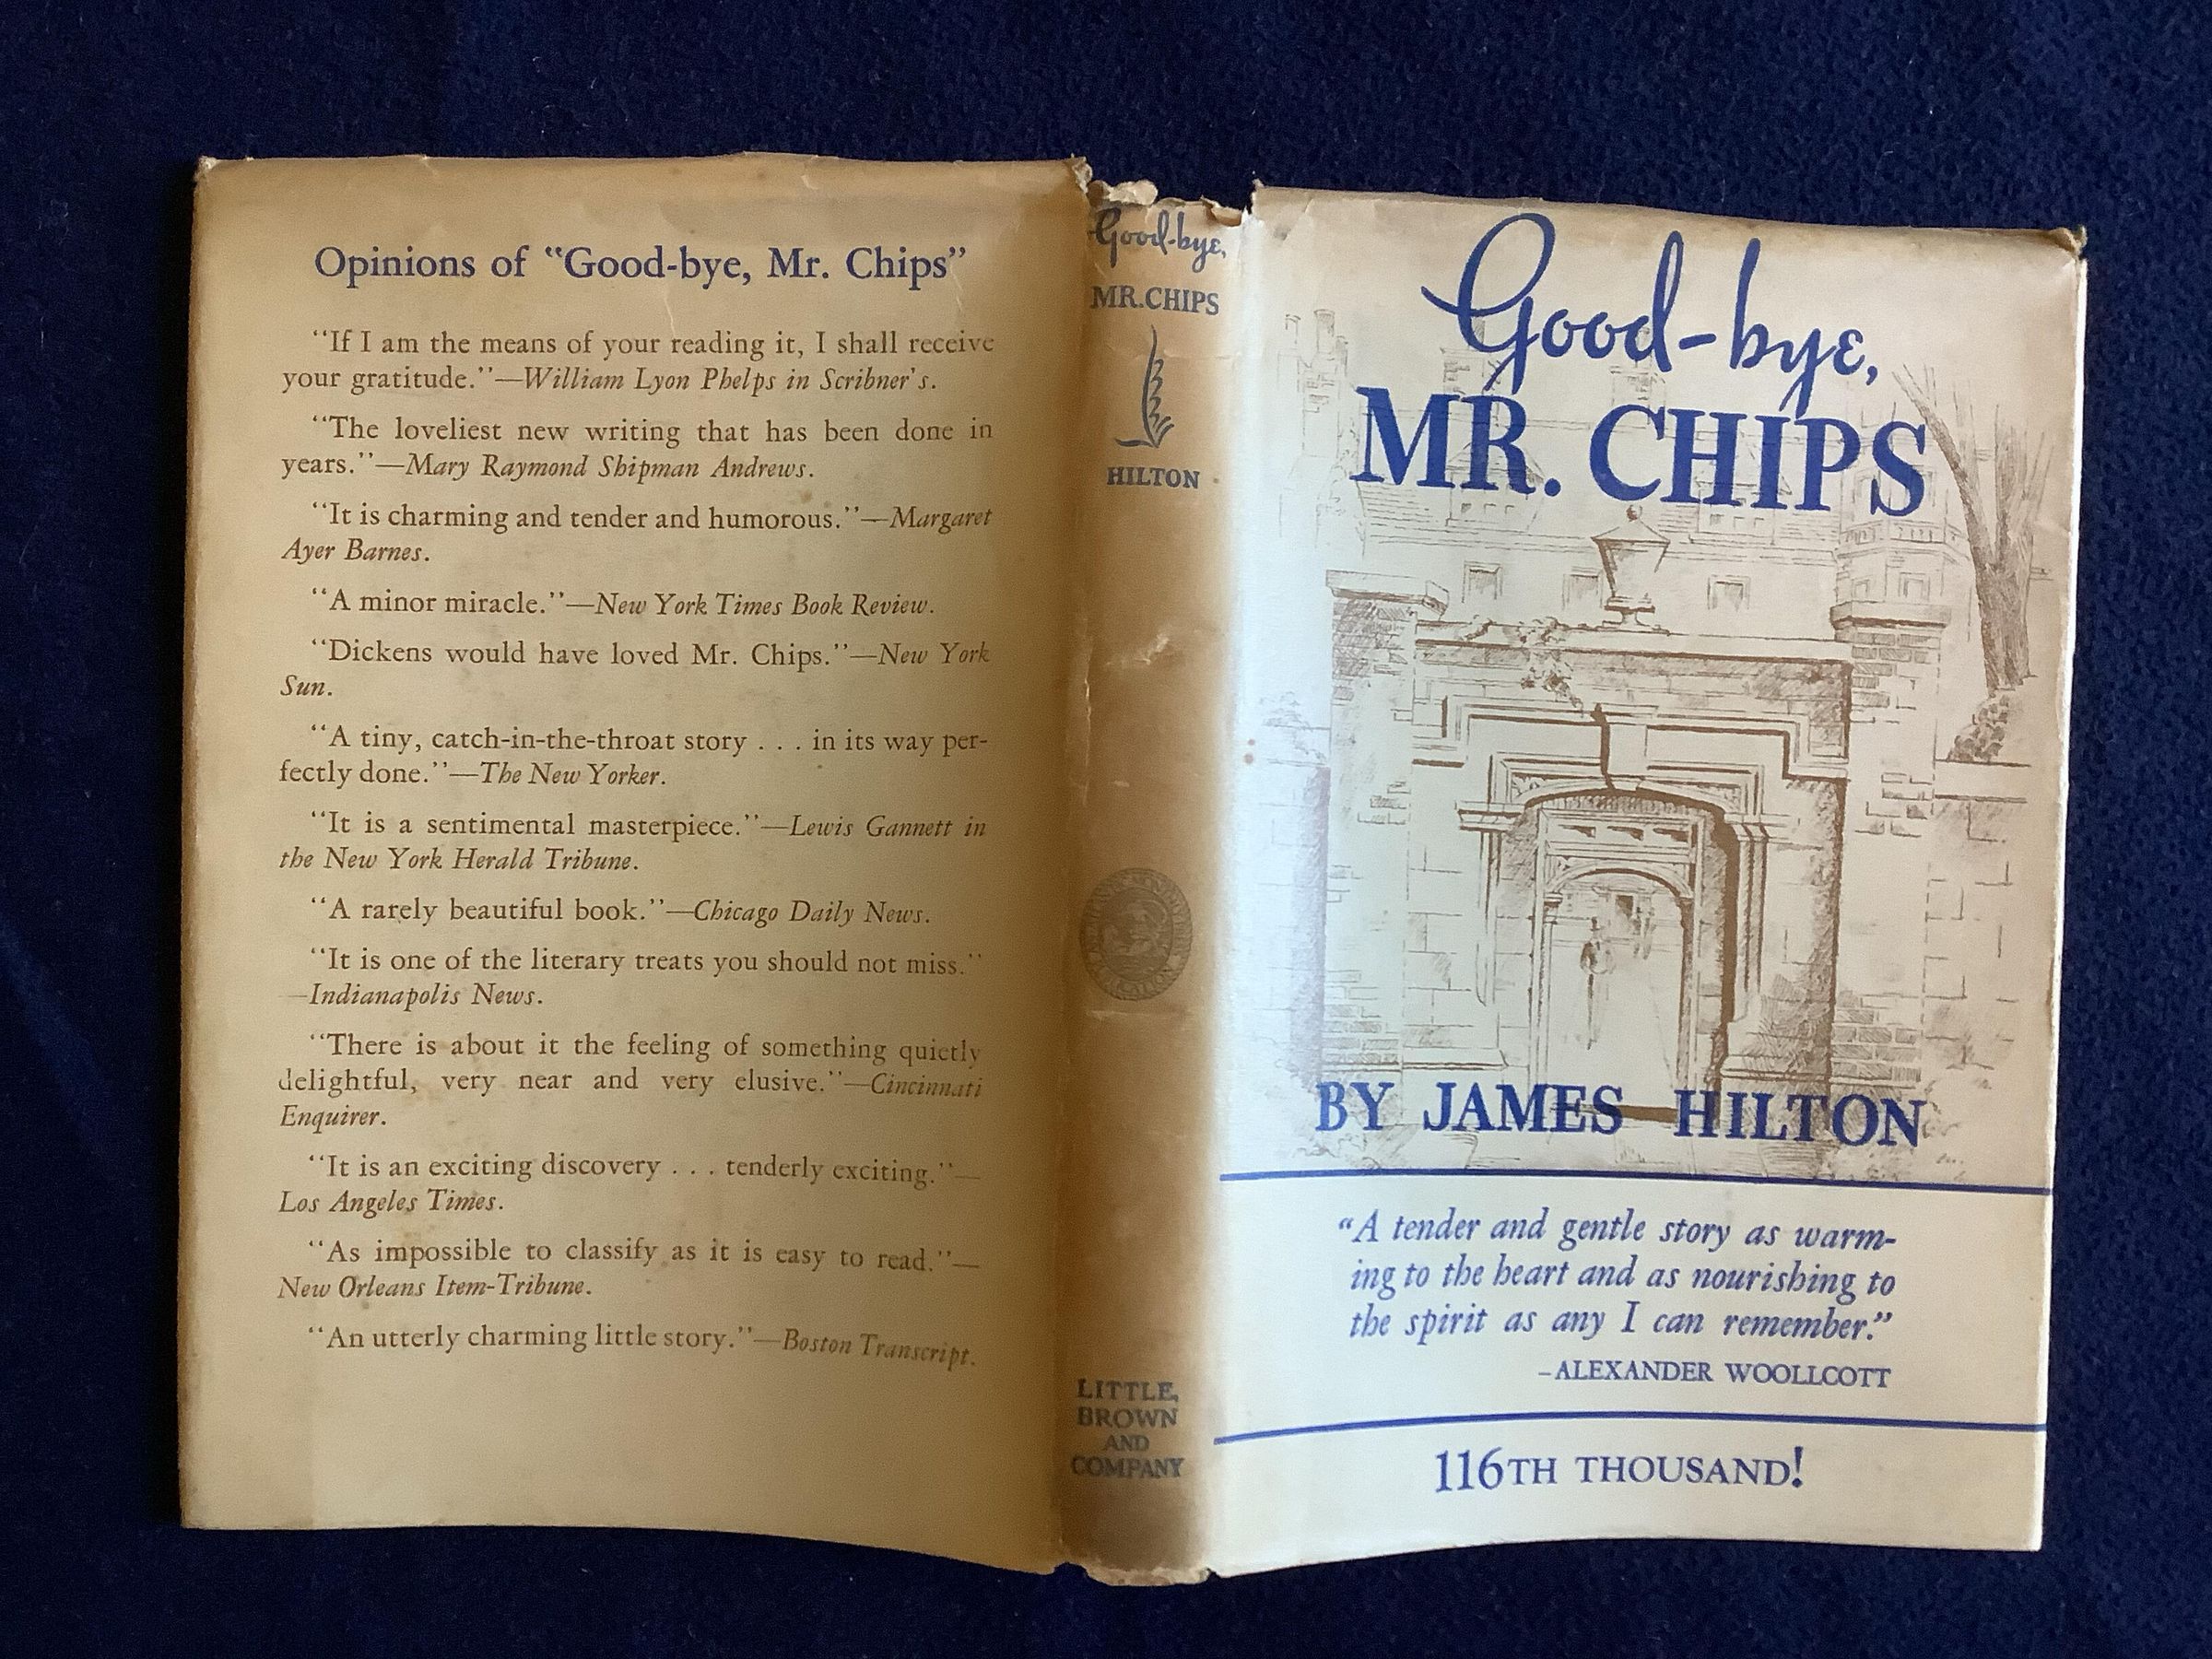 Opinions of "Good-bye, Mr. Chips"
"If I am the means of your reading it, I shall receive
your gratitude."—William Lyon Phelps in Scribner's.
"The loveliest new writing that has been done in
years."—Mary Raymond Shipman Andrews.
"It is charming and tender and humorous."—Margaret
Ayer Barnes.
"A minor miracle."—New York Times Book Review.
"Dickens would have loved Mr. Chips."—New York
Sun.
"A tiny, catch-in-the-throat story . . . in its way per-
fectly done."—The New Yorker.
"It is a sentimental masterpiece."—Lewis Gannett in
the New York Herald Tribune.
"A rarely beautiful book."—Chicago Daily News.
"It is one of the literary treats you should not miss."
—Indianapolis News.
"There is about it the feeling of something quietly
delightful, very near and very elusive."—Cincinnati
Enquirer.
"It is an exciting discovery . . . tenderly exciting."—
Los Angeles Times.
"As impossible to classify as it is easy to read."—
New Orleans Item-Tribune.
"An utterly charming little story."—Boston Transcript.
Good-bye,
MR. CHIPS
HILTON
LITTLE,
BROWN
AND
COMPANY
Good-bye,
MR. CHIPS
BY JAMES HILTON
"A tender and gentle story as warm-
ing to the heart and as nourishing to
the spirit as any I can remember."
-ALEXANDER WOOLLCOTT
116TH THOUSAND!